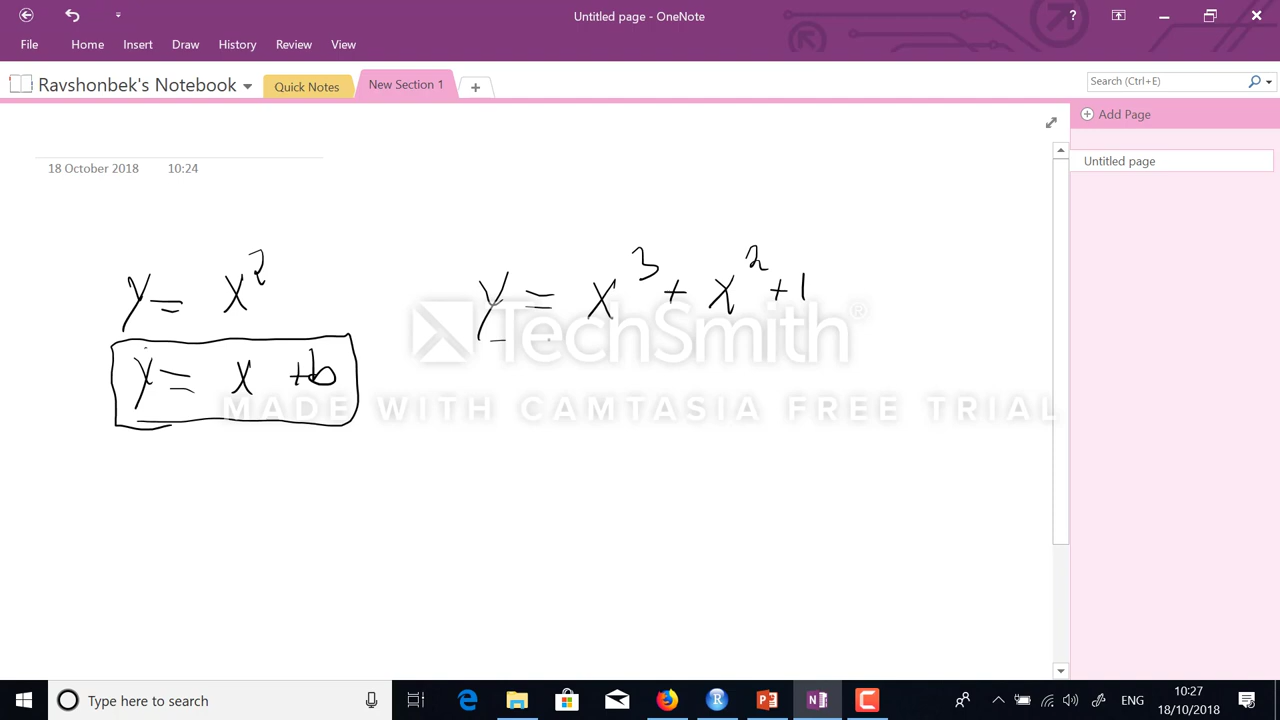 Untitled page - OneNote
?
File Home Insert Draw History Review View
Ravshonbek's Notebook Quick Notes New Section 1 +
Search (Ctrl+E)
Add Page
Untitled page
18 October 2018 10:24
y = x² y = x³ + x² + 1
y = x + b
TechSmith
MADE WITH CAMTASIA FREE TRIAL
Type here to search
ENG
10:27
18/10/2018